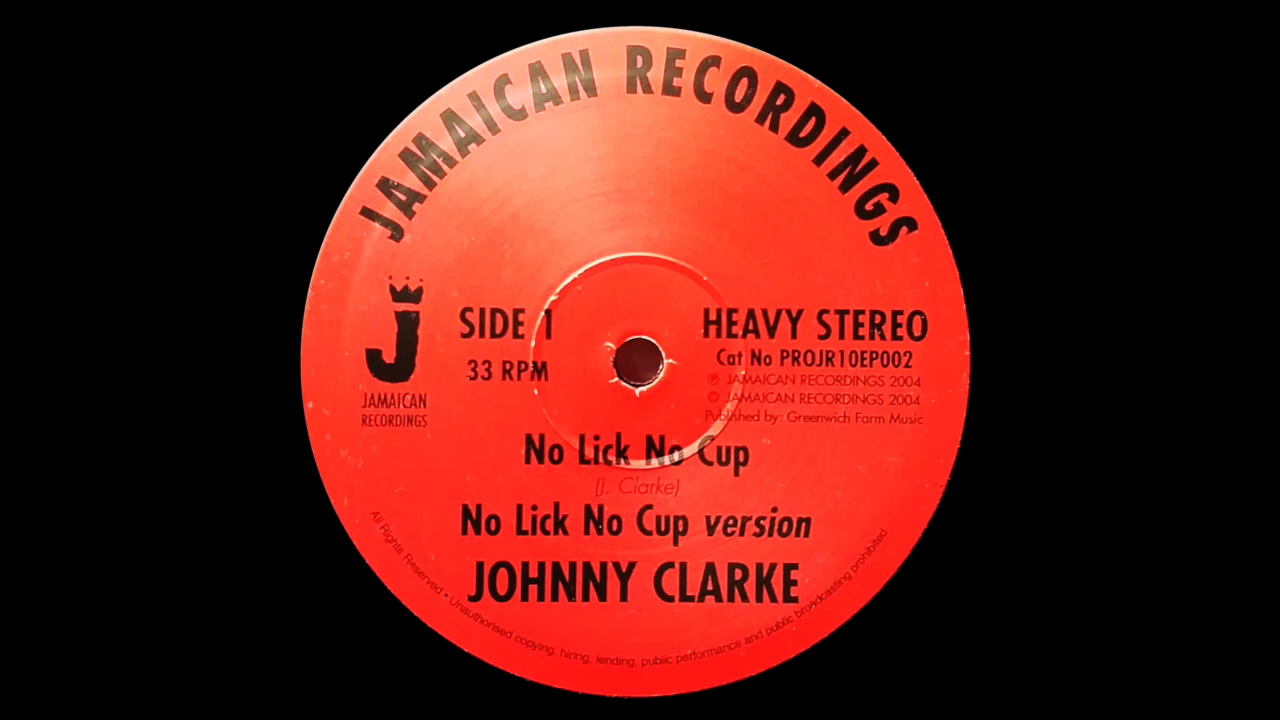 JAMAICAN RECORDINGS
J
JAMAICAN
RECORDINGS
SIDE 1
33 RPM
HEAVY STEREO
Cat No PROJR10EP002
℗ JAMAICAN RECORDINGS 2004
© JAMAICAN RECORDINGS 2004
Published by: Greenwich Farm Music
No Lick No Cup
(J. Clarke)
No Lick No Cup version
JOHNNY CLARKE
All Rights Reserved • Unauthorised copying, hiring, lending, public performance and public broadcasting prohibited